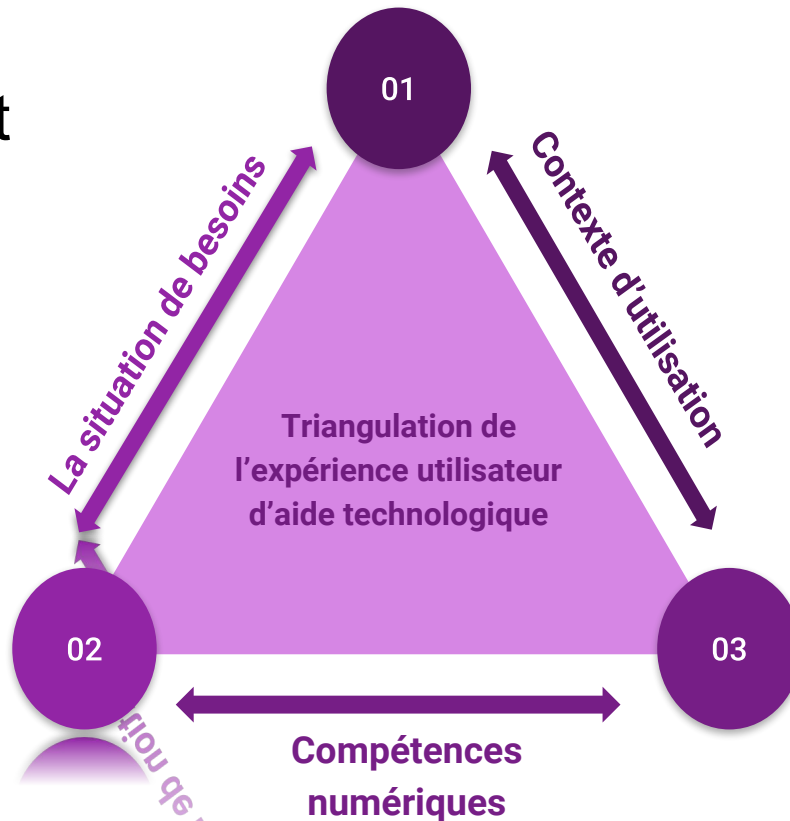 t
01
La situation de besoins
Contexte d'utilisation
Triangulation de
l'expérience utilisateur
d'aide technologique
02
03
Compétences
numériques